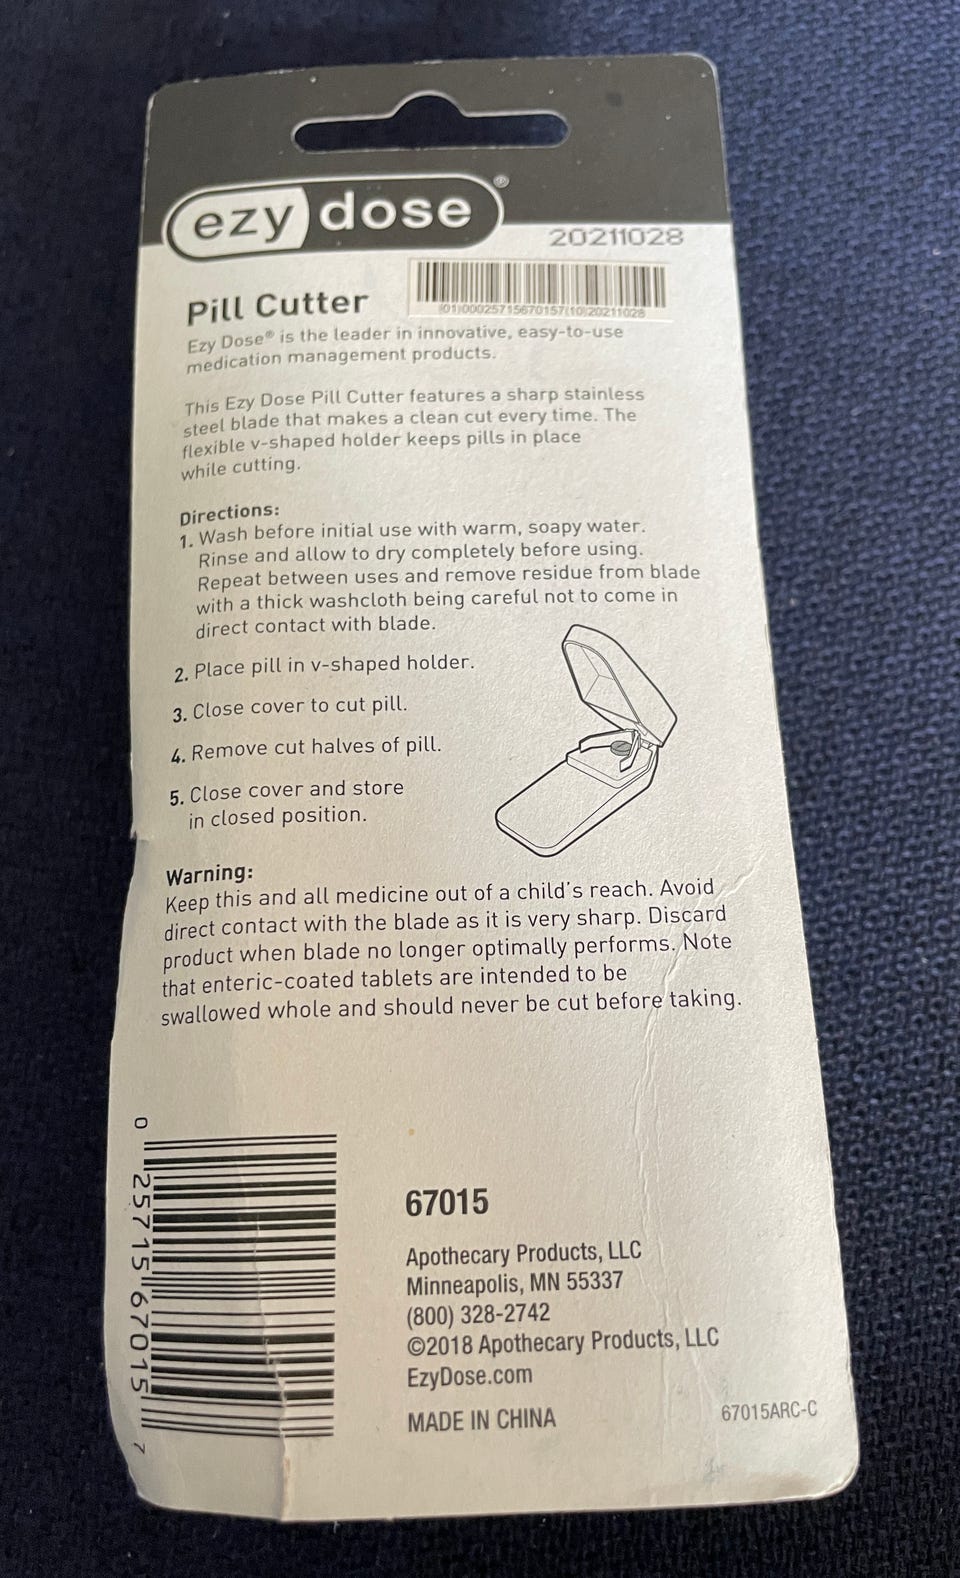 ezy dose®
20211028
(01)00025715670157(10)20211028
Pill Cutter
Ezy Dose® is the leader in innovative, easy-to-use
medication management products.
This Ezy Dose Pill Cutter features a sharp stainless
steel blade that makes a clean cut every time. The
flexible v-shaped holder keeps pills in place
while cutting.
Directions:
1. Wash before initial use with warm, soapy water.
Rinse and allow to dry completely before using.
Repeat between uses and remove residue from blade
with a thick washcloth being careful not to come in
direct contact with blade.
2. Place pill in v-shaped holder.
3. Close cover to cut pill.
4. Remove cut halves of pill.
5. Close cover and store
in closed position.
Warning:
Keep this and all medicine out of a child's reach. Avoid
direct contact with the blade as it is very sharp. Discard
product when blade no longer optimally performs. Note
that enteric-coated tablets are intended to be
swallowed whole and should never be cut before taking.
0 25715 67015 7
67015
Apothecary Products, LLC
Minneapolis, MN 55337
(800) 328-2742
©2018 Apothecary Products, LLC
EzyDose.com
MADE IN CHINA
67015ARC-C